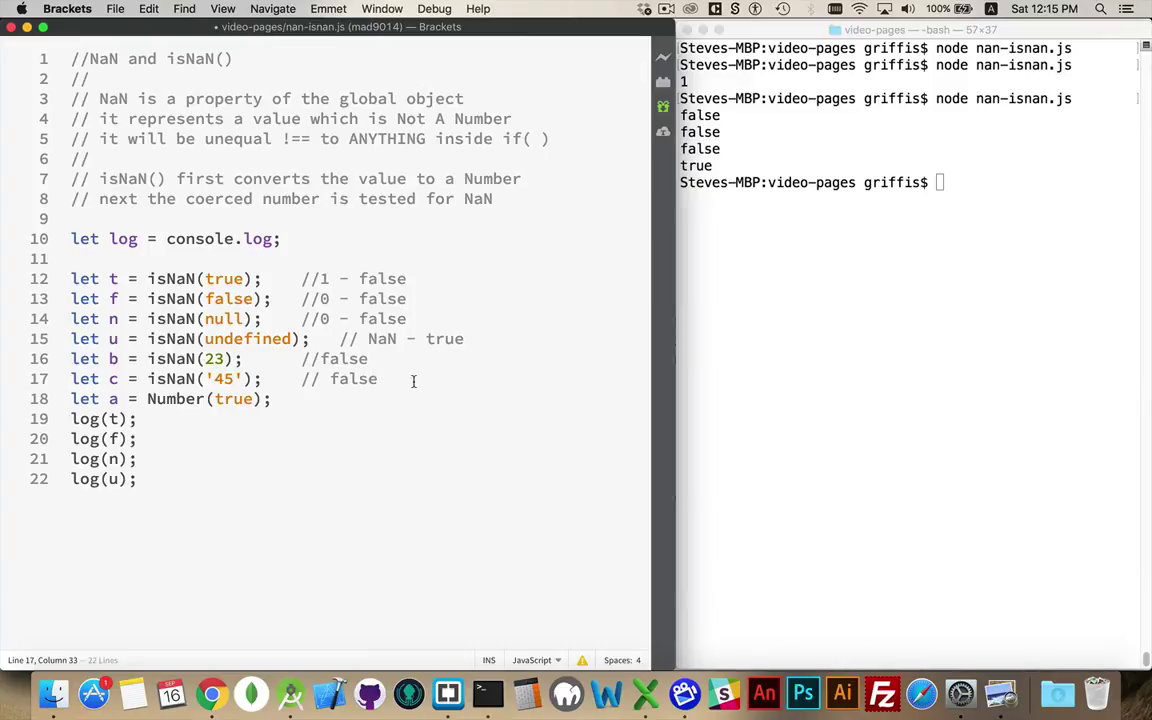 Brackets File Edit Find View Navigate Emmet Window Debug Help 100% A Sat 12:15 PM
• video-pages/nan-isnan.js (mad9014) — Brackets
1 //NaN and isNaN()
2 //
3 // NaN is a property of the global object
4 // it represents a value which is Not A Number
5 // it will be unequal !== to ANYTHING inside if( )
6 //
7 // isNaN() first converts the value to a Number
8 // next the coerced number is tested for NaN
9
10 let log = console.log;
11
12 let t = isNaN(true); //1 - false
13 let f = isNaN(false); //0 - false
14 let n = isNaN(null); //0 - false
15 let u = isNaN(undefined); // NaN - true
16 let b = isNaN(23); //false
17 let c = isNaN('45'); // false
18 let a = Number(true);
19 log(t);
20 log(f);
21 log(n);
22 log(u);
Line 17, Column 33 — 22 Lines
INS JavaScript Spaces: 4
video-pages — -bash — 57×37
Steves-MBP:video-pages griffis$ node nan-isnan.js
Steves-MBP:video-pages griffis$ node nan-isnan.js
1
Steves-MBP:video-pages griffis$ node nan-isnan.js
false
false
false
true
Steves-MBP:video-pages griffis$
1
SEP
16
W
X
S
An
Ps
Ai
FZ